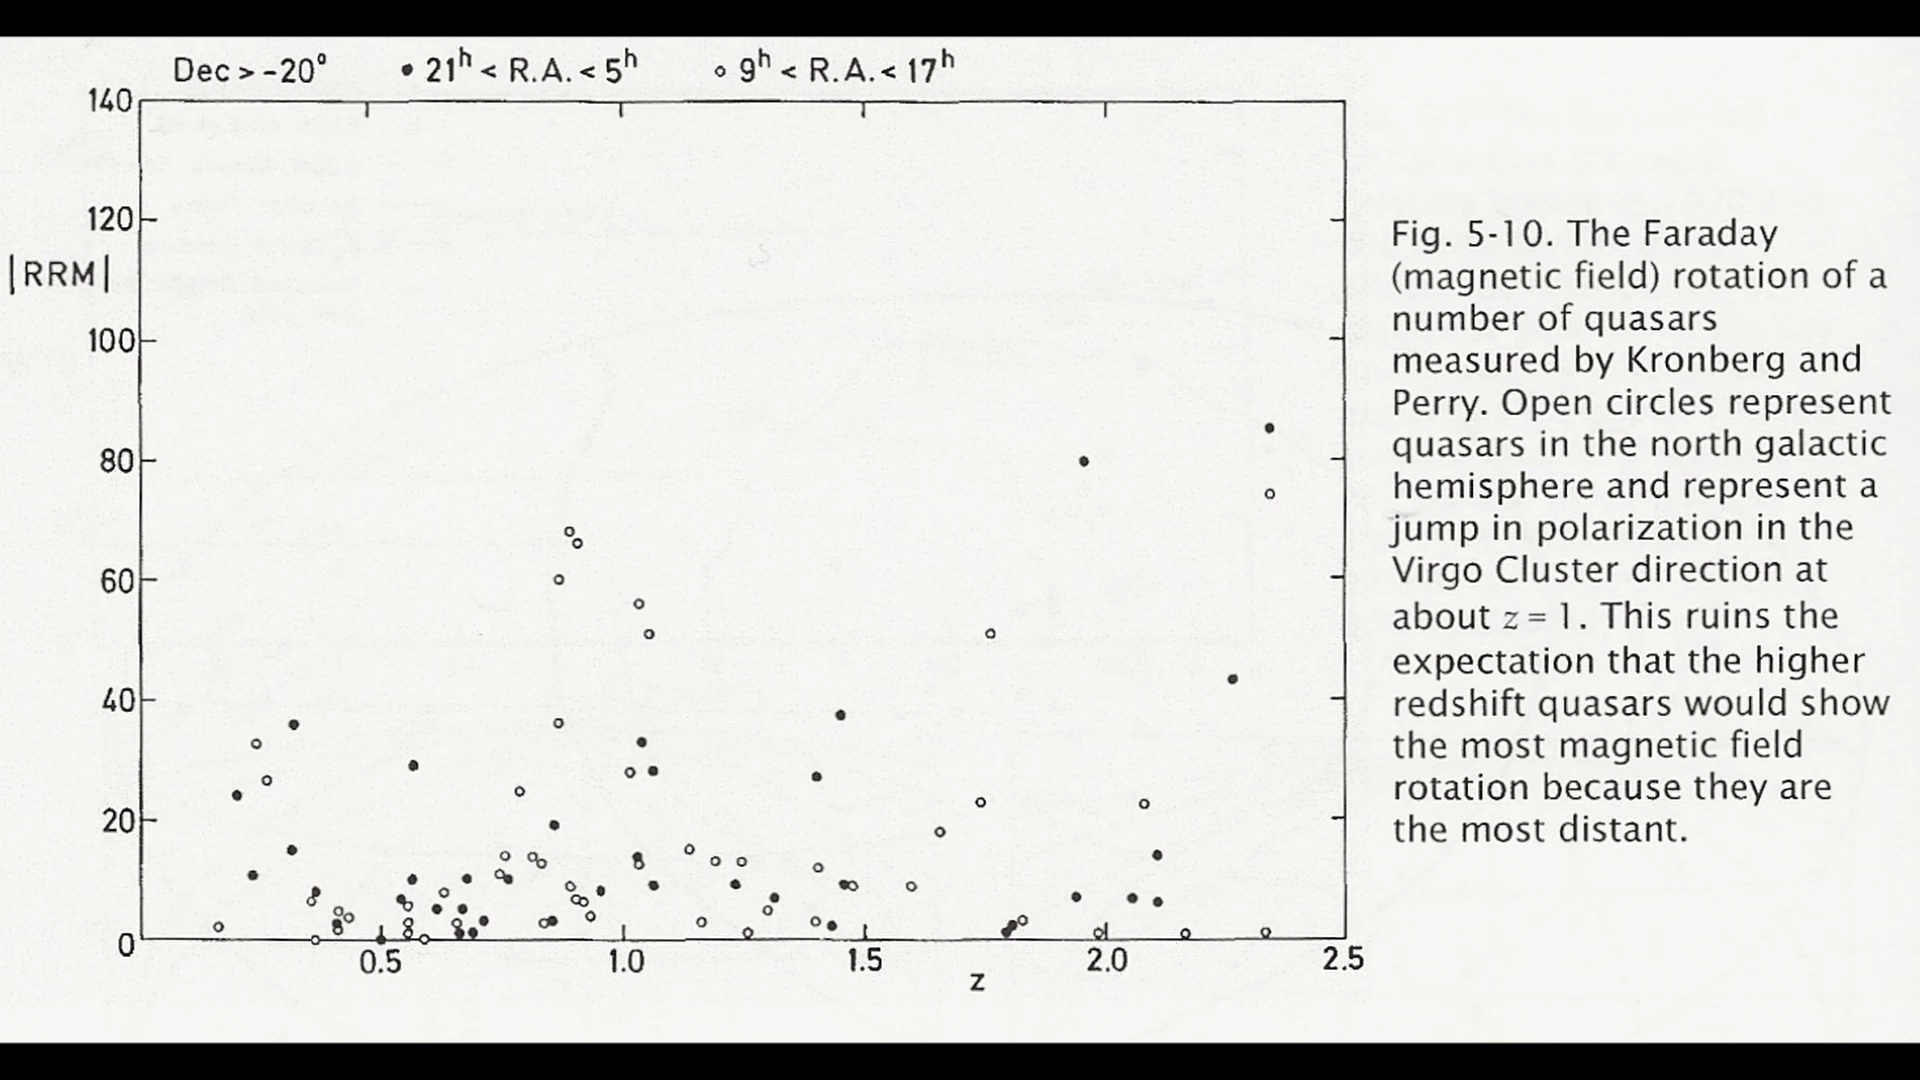 Dec > -20°   • 21ʰ < R.A. < 5ʰ   ○ 9ʰ < R.A. < 17ʰ
140
120
|RRM|
100
80
60
40
20
0
0.5 1.0 1.5 2.0 2.5
z
Fig. 5-10. The Faraday
(magnetic field) rotation of a
number of quasars
measured by Kronberg and
Perry. Open circles represent
quasars in the north galactic
hemisphere and represent a
jump in polarization in the
Virgo Cluster direction at
about z = 1. This ruins the
expectation that the higher
redshift quasars would show
the most magnetic field
rotation because they are
the most distant.